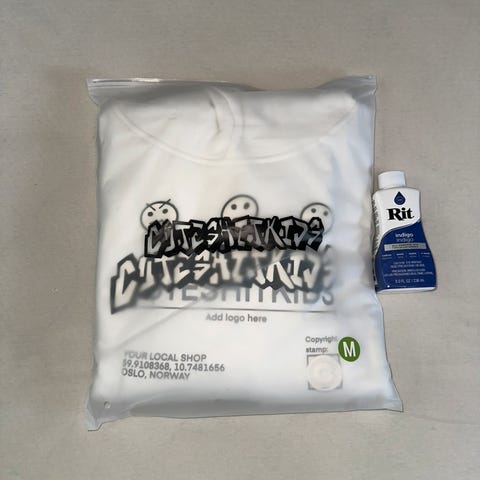 CUTESHITKIDS
CUTESHITKIDS
CUTESHITKIDS
Add logo here
Copyright
stamp:
M
YOUR LOCAL SHOP
59.9108368, 10.7481656
OSLO, NORWAY
Rit
indigo
indigo